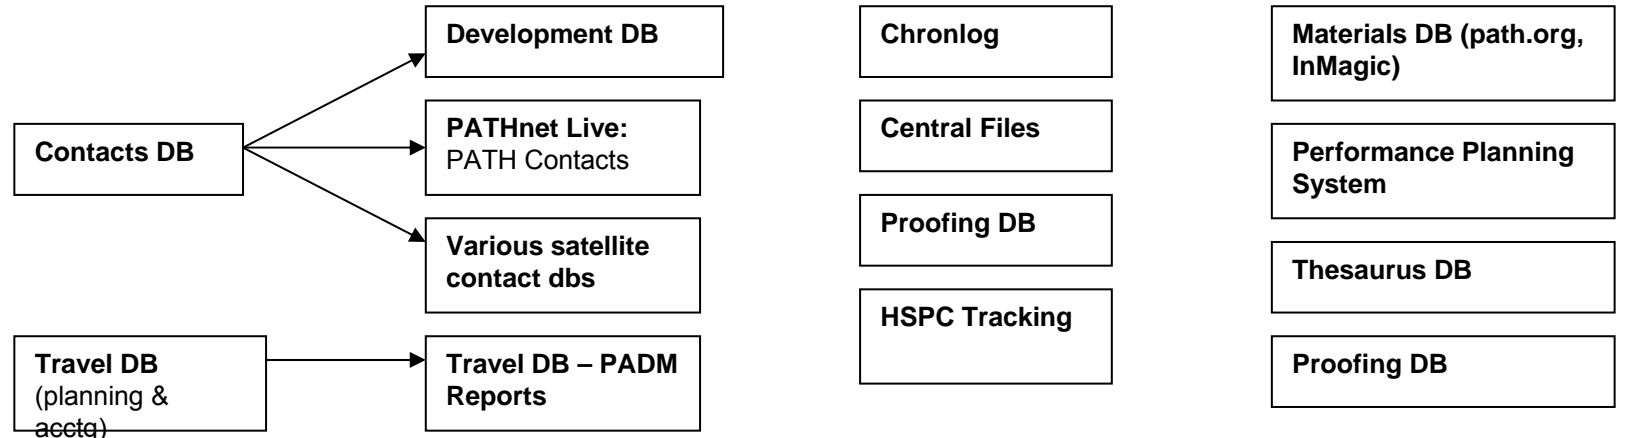 Contacts DB
Travel DB
(planning &
acctg)
Development DB
PATHnet Live:
PATH Contacts
Various satellite
contact dbs
Travel DB – PADM
Reports
Chronlog
Central Files
Proofing DB
HSPC Tracking
Materials DB (path.org,
InMagic)
Performance Planning
System
Thesaurus DB
Proofing DB